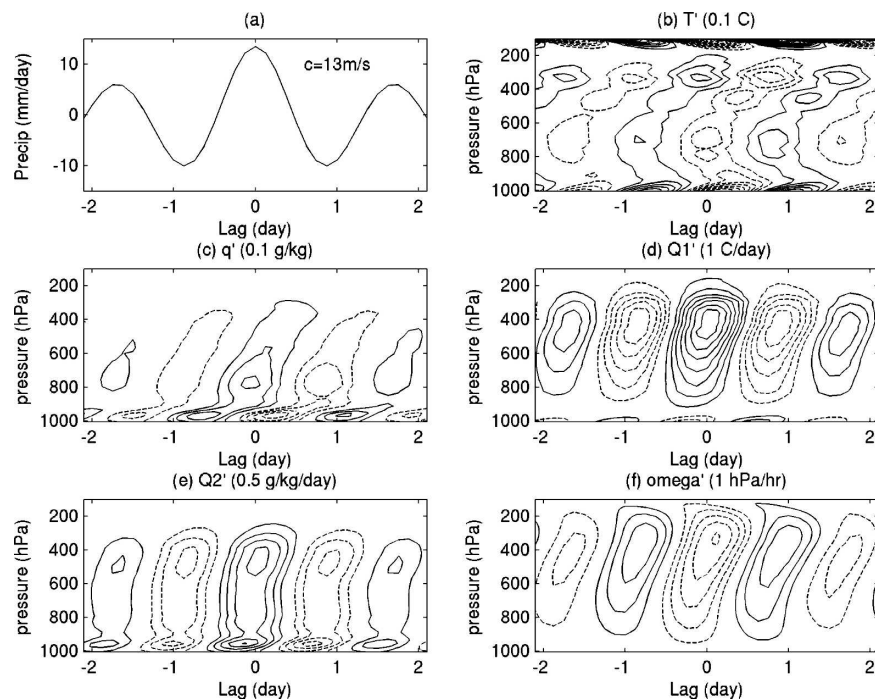 (a)
Precip (mm/day)
10
0
-10
c=13m/s
-2 -1 0 1 2
Lag (day)
(b) T' (0.1 C)
pressure (hPa)
200
400
600
800
1000
-2 -1 0 1 2
Lag (day)
(c) q' (0.1 g/kg)
pressure (hPa)
200
400
600
800
1000
-2 -1 0 1 2
Lag (day)
(d) Q1' (1 C/day)
pressure (hPa)
200
400
600
800
1000
-2 -1 0 1 2
Lag (day)
(e) Q2' (0.5 g/kg/day)
pressure (hPa)
200
400
600
800
1000
-2 -1 0 1 2
Lag (day)
(f) omega' (1 hPa/hr)
pressure (hPa)
200
400
600
800
1000
-2 -1 0 1 2
Lag (day)